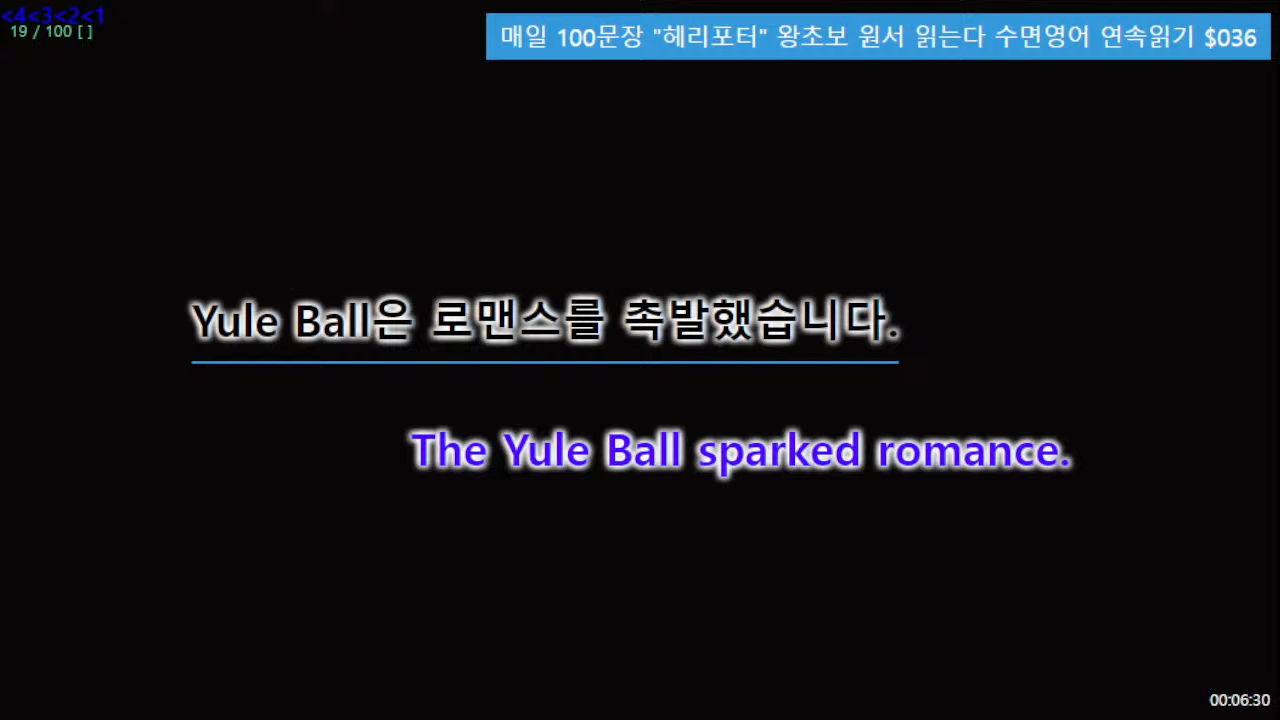 <4<3<2<1
19 / 100 [ ]
매일 100문장 "헤리포터" 왕초보 원서 읽는다 수면영어 연속읽기 $036
Yule Ball은 로맨스를 촉발했습니다.
The Yule Ball sparked romance.
00:06:30